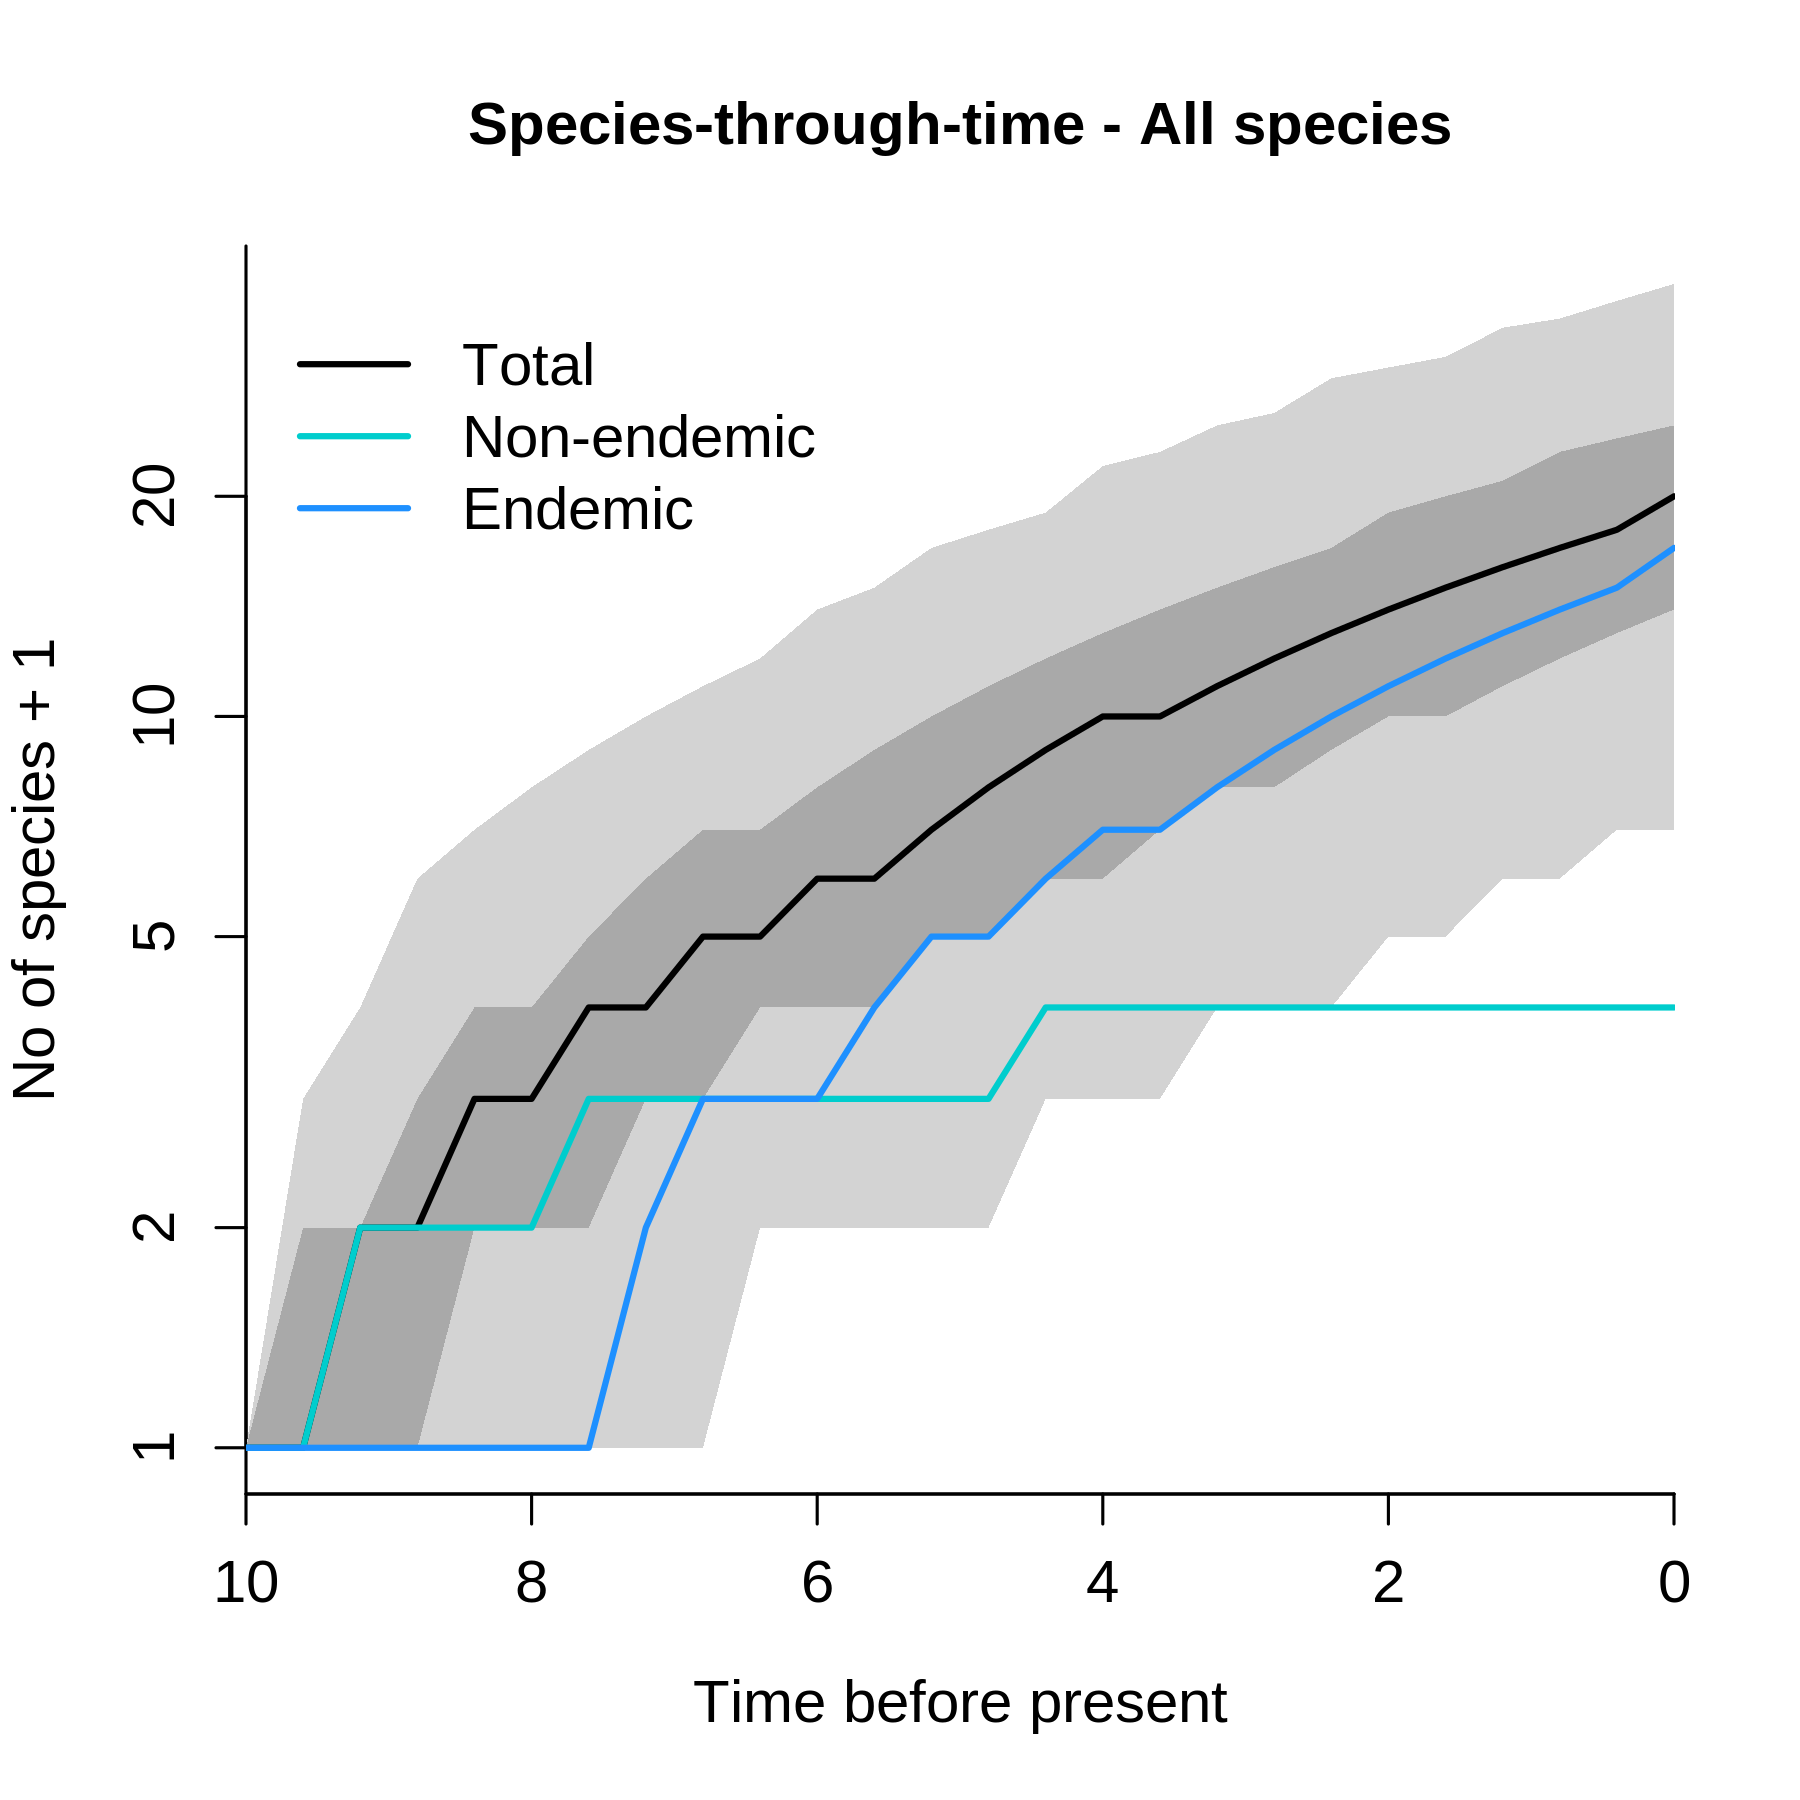 Species-through-time - All species
Total
Non-endemic
Endemic
No of species + 1
20
10
5
2
1
10 8 6 4 2 0
Time before present